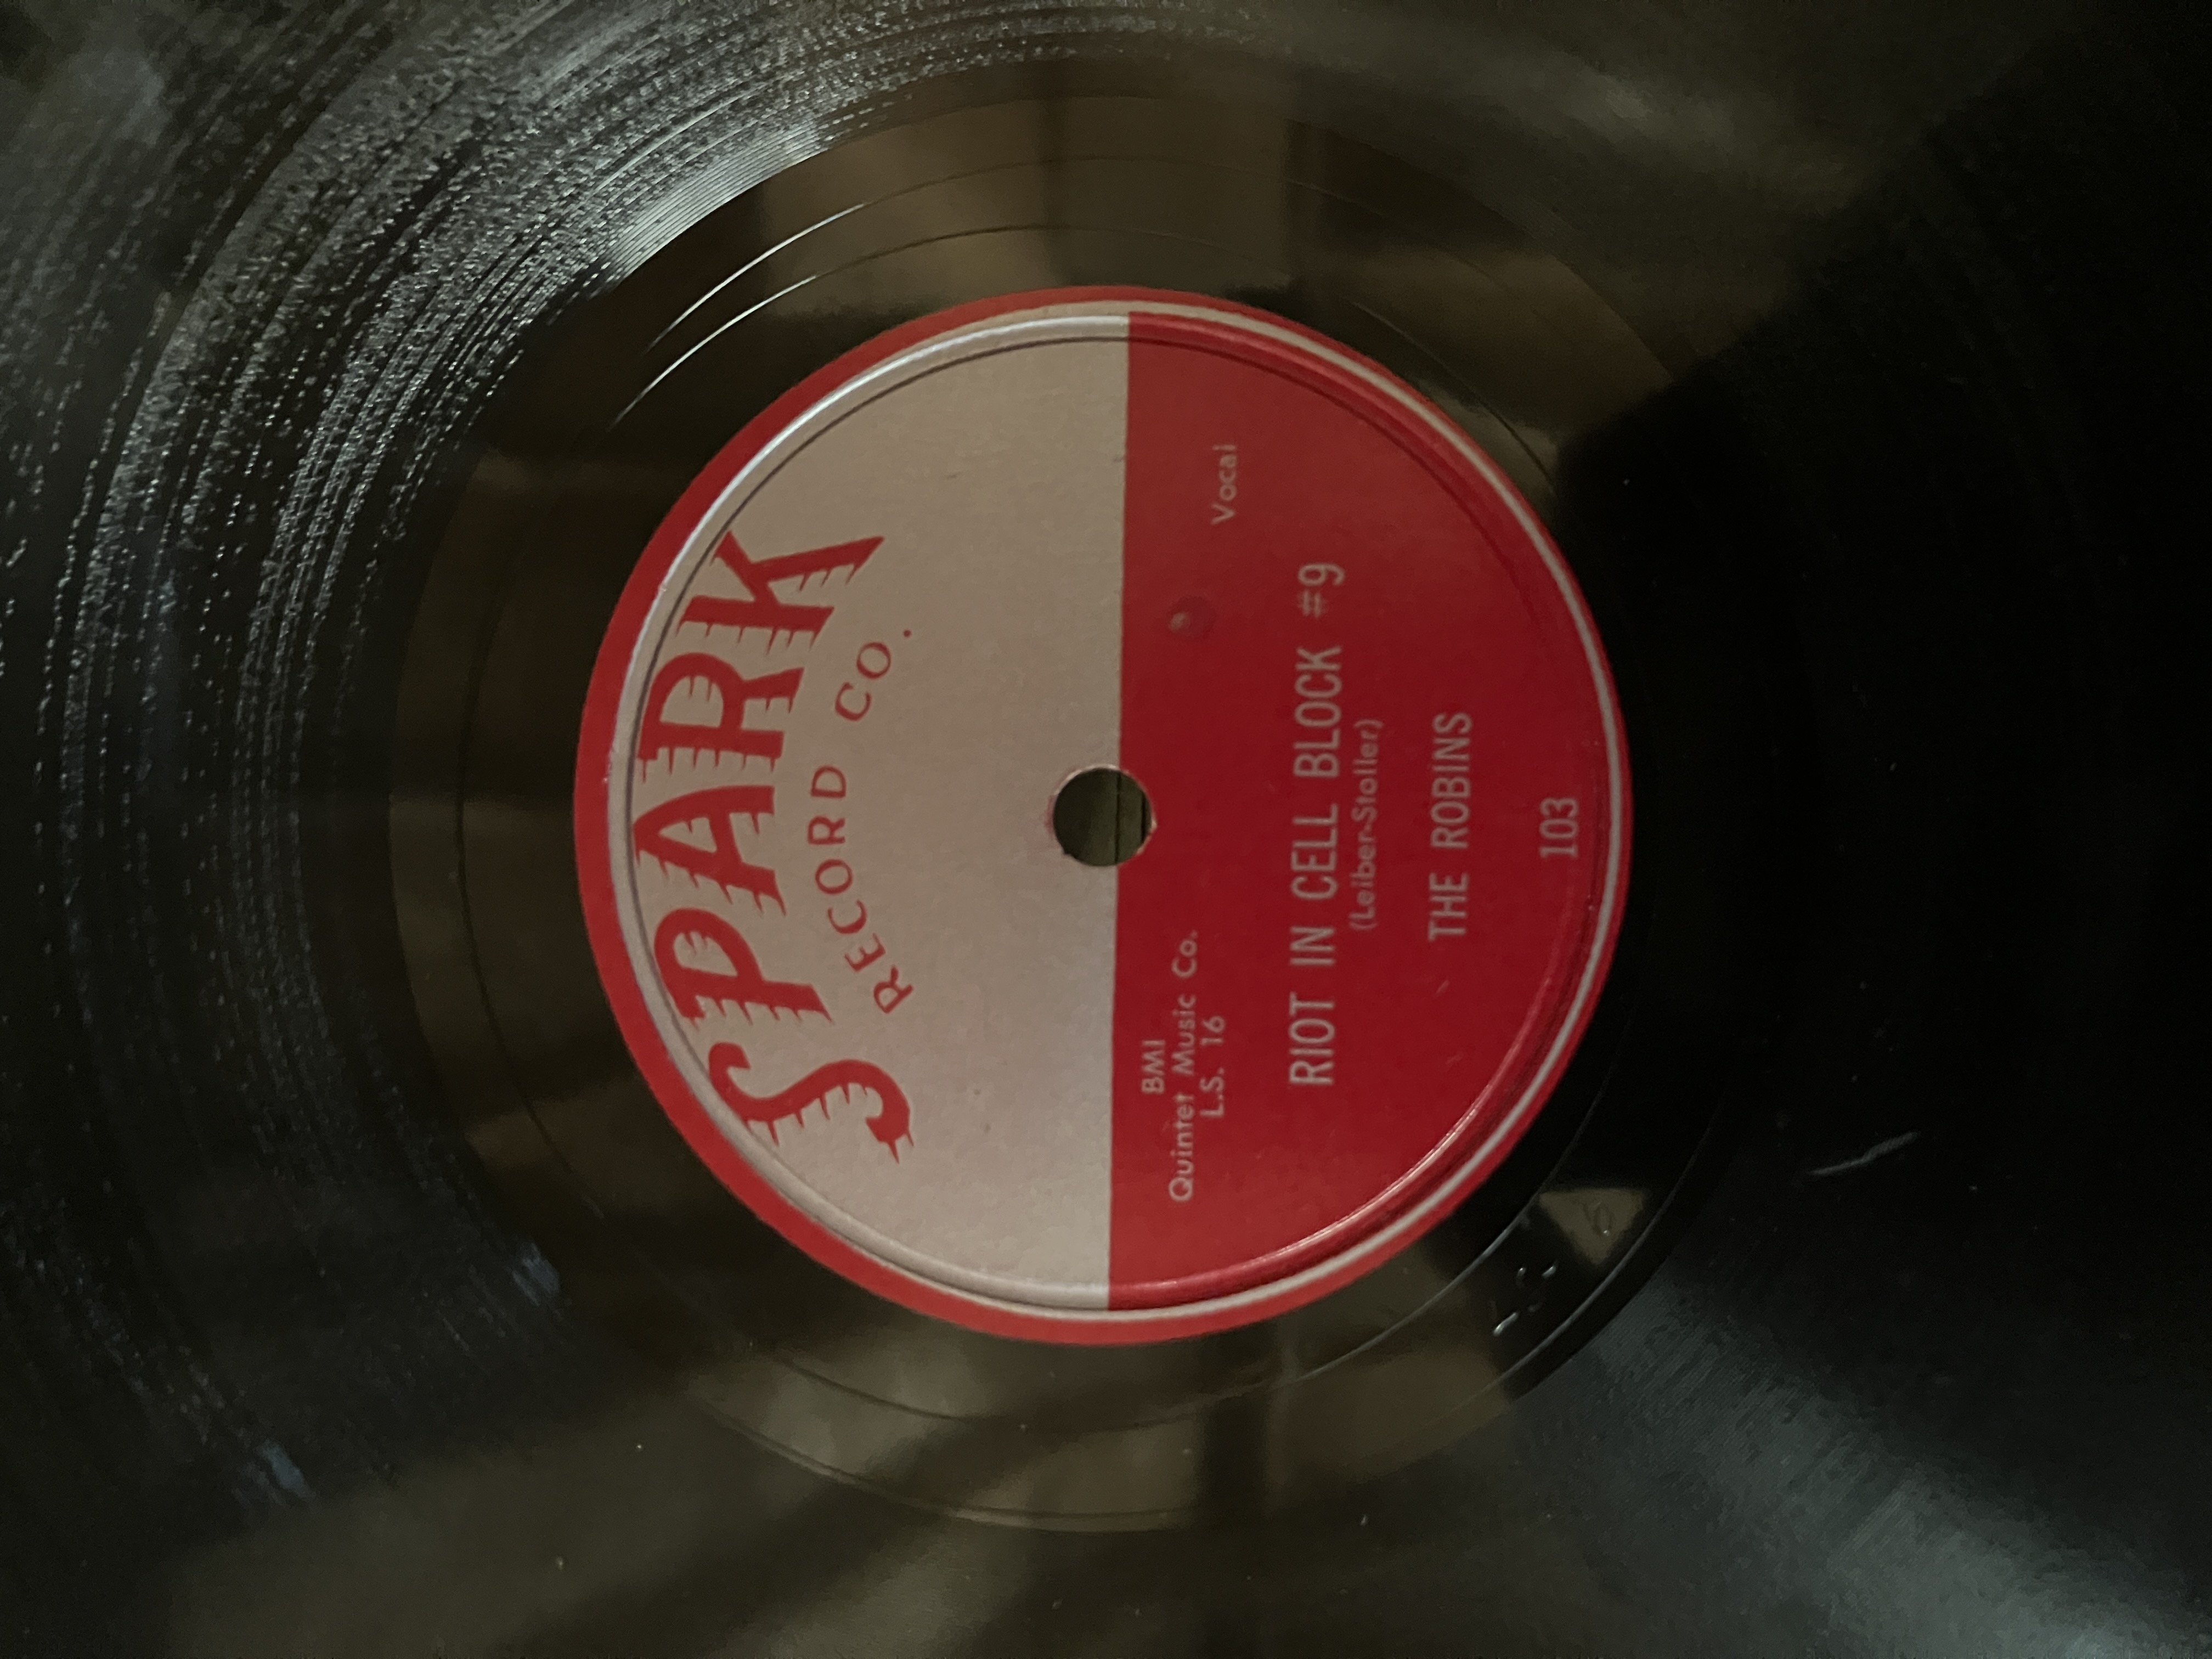 SPARK
RECORD CO.
BMI
Quintet Music Co.
L.S. 16
Vocal
RIOT IN CELL BLOCK #9
(Leiber-Stoller)
THE ROBINS
103